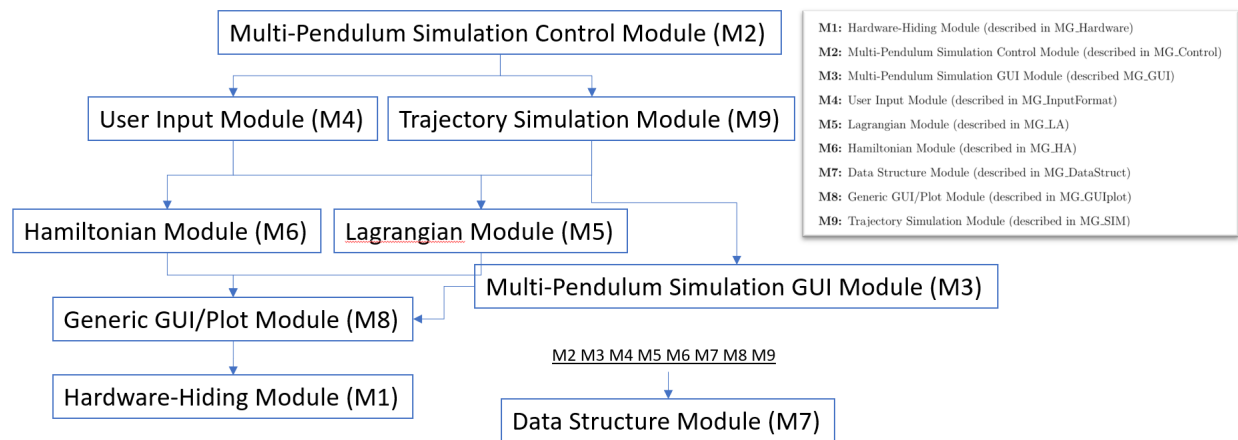 Multi-Pendulum Simulation Control Module (M2)
User Input Module (M4)
Trajectory Simulation Module (M9)
Hamiltonian Module (M6)
Lagrangian Module (M5)
Multi-Pendulum Simulation GUI Module (M3)
Generic GUI/Plot Module (M8)
M2 M3 M4 M5 M6 M7 M8 M9
Hardware-Hiding Module (M1)
Data Structure Module (M7)
M1: Hardware-Hiding Module (described in MG_Hardware)
M2: Multi-Pendulum Simulation Control Module (described in MG_Control)
M3: Multi-Pendulum Simulation GUI Module (described MG_GUI)
M4: User Input Module (described in MG_InputFormat)
M5: Lagrangian Module (described in MG_LA)
M6: Hamiltonian Module (described in MG_HA)
M7: Data Structure Module (described in MG_DataStruct)
M8: Generic GUI/Plot Module (described in MG_GUIplot)
M9: Trajectory Simulation Module (described in MG_SIM)